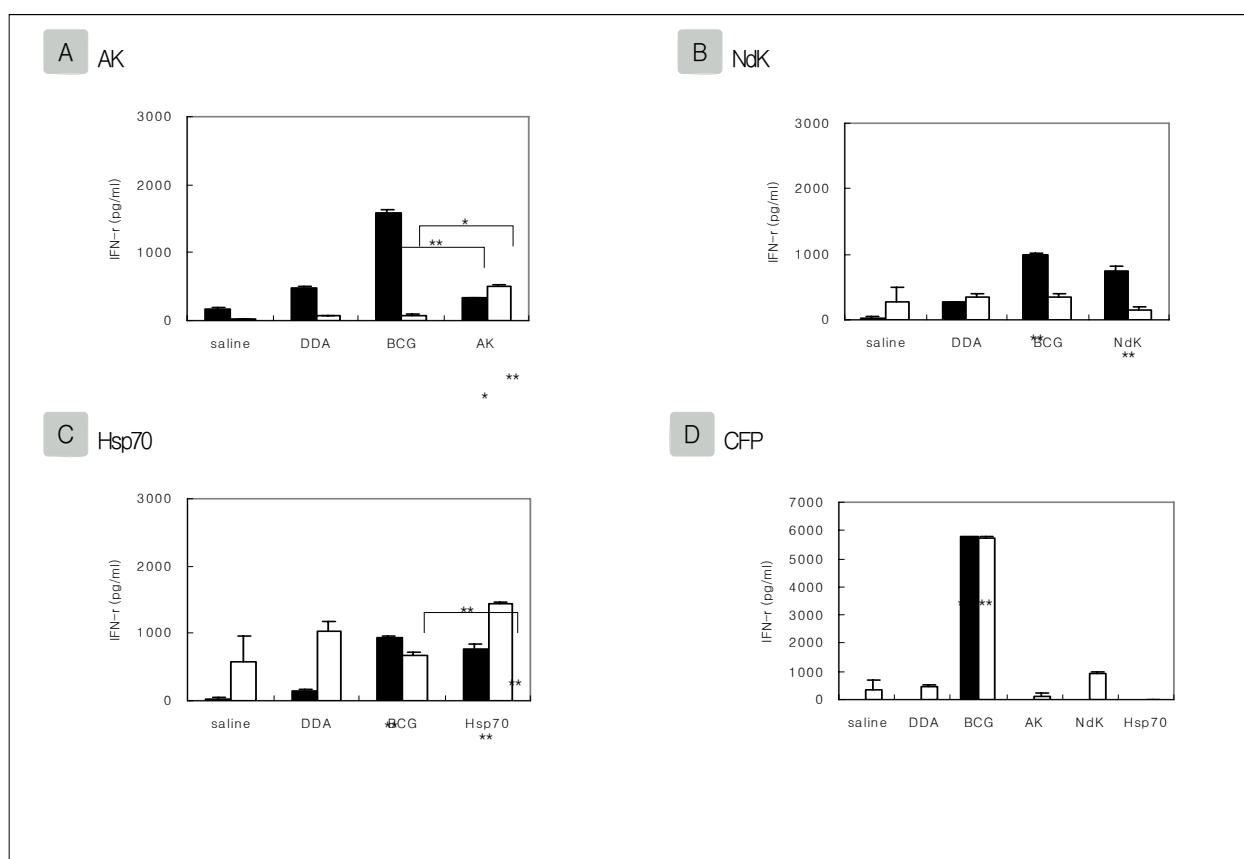 A AK
3000
2000
1000
0
IFN-r (pg/ml)
*
**
saline DDA BCG AK
**
*
B NdK
3000
2000
1000
0
IFN-r (pg/ml)
saline DDA BCG NdK
** **
C Hsp70
3000
2000
1000
0
IFN-r (pg/ml)
**
**
saline DDA BCG Hsp70
** **
D CFP
7000
6000
5000
4000
3000
2000
1000
0
IFN-r (pg/ml)
**
saline DDA BCG AK NdK Hsp70